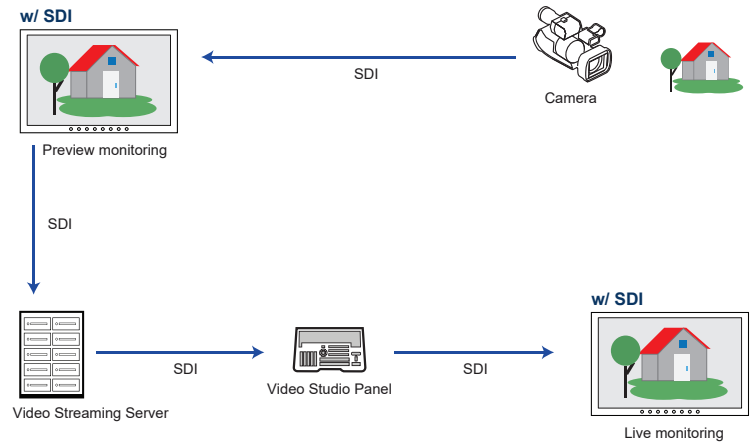 w/ SDI
SDI
Camera
Preview monitoring
SDI
w/ SDI
SDI
Video Studio Panel
SDI
Video Streaming Server
Live monitoring